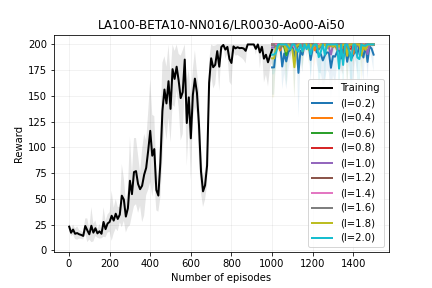 LA100-BETA10-NN016/LR0030-Ao00-Ai50
200
175
150
125
100
75
50
25
0
Reward
Training
(l=0.2)
(l=0.4)
(l=0.6)
(l=0.8)
(l=1.0)
(l=1.2)
(l=1.4)
(l=1.6)
(l=1.8)
(l=2.0)
0 200 400 600 800 1000 1200 1400
Number of episodes